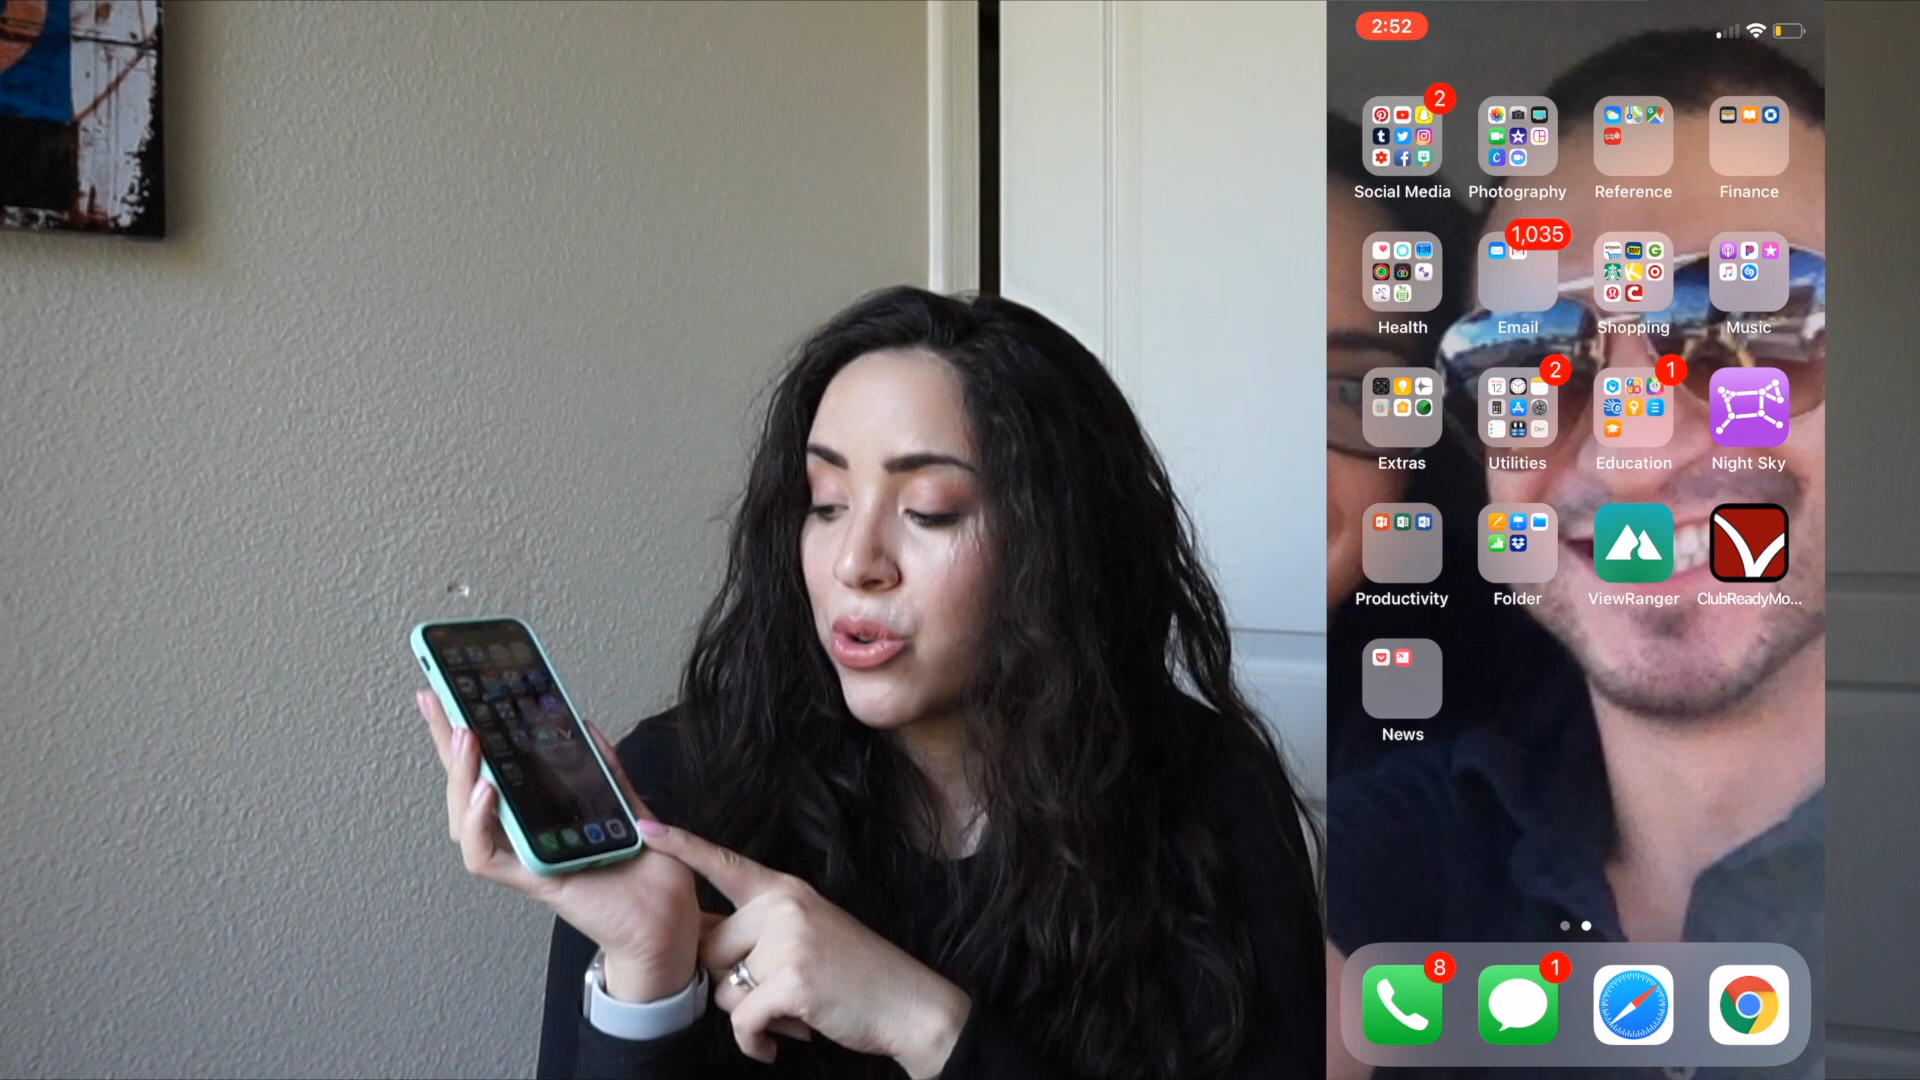 2:52
2
Social Media
Photography
Reference
Finance
1,035
Health
Email
Shopping
Music
2
1
Extras
Utilities
Education
Night Sky
Productivity
Folder
ViewRanger
ClubReadyMo...
News
8
1